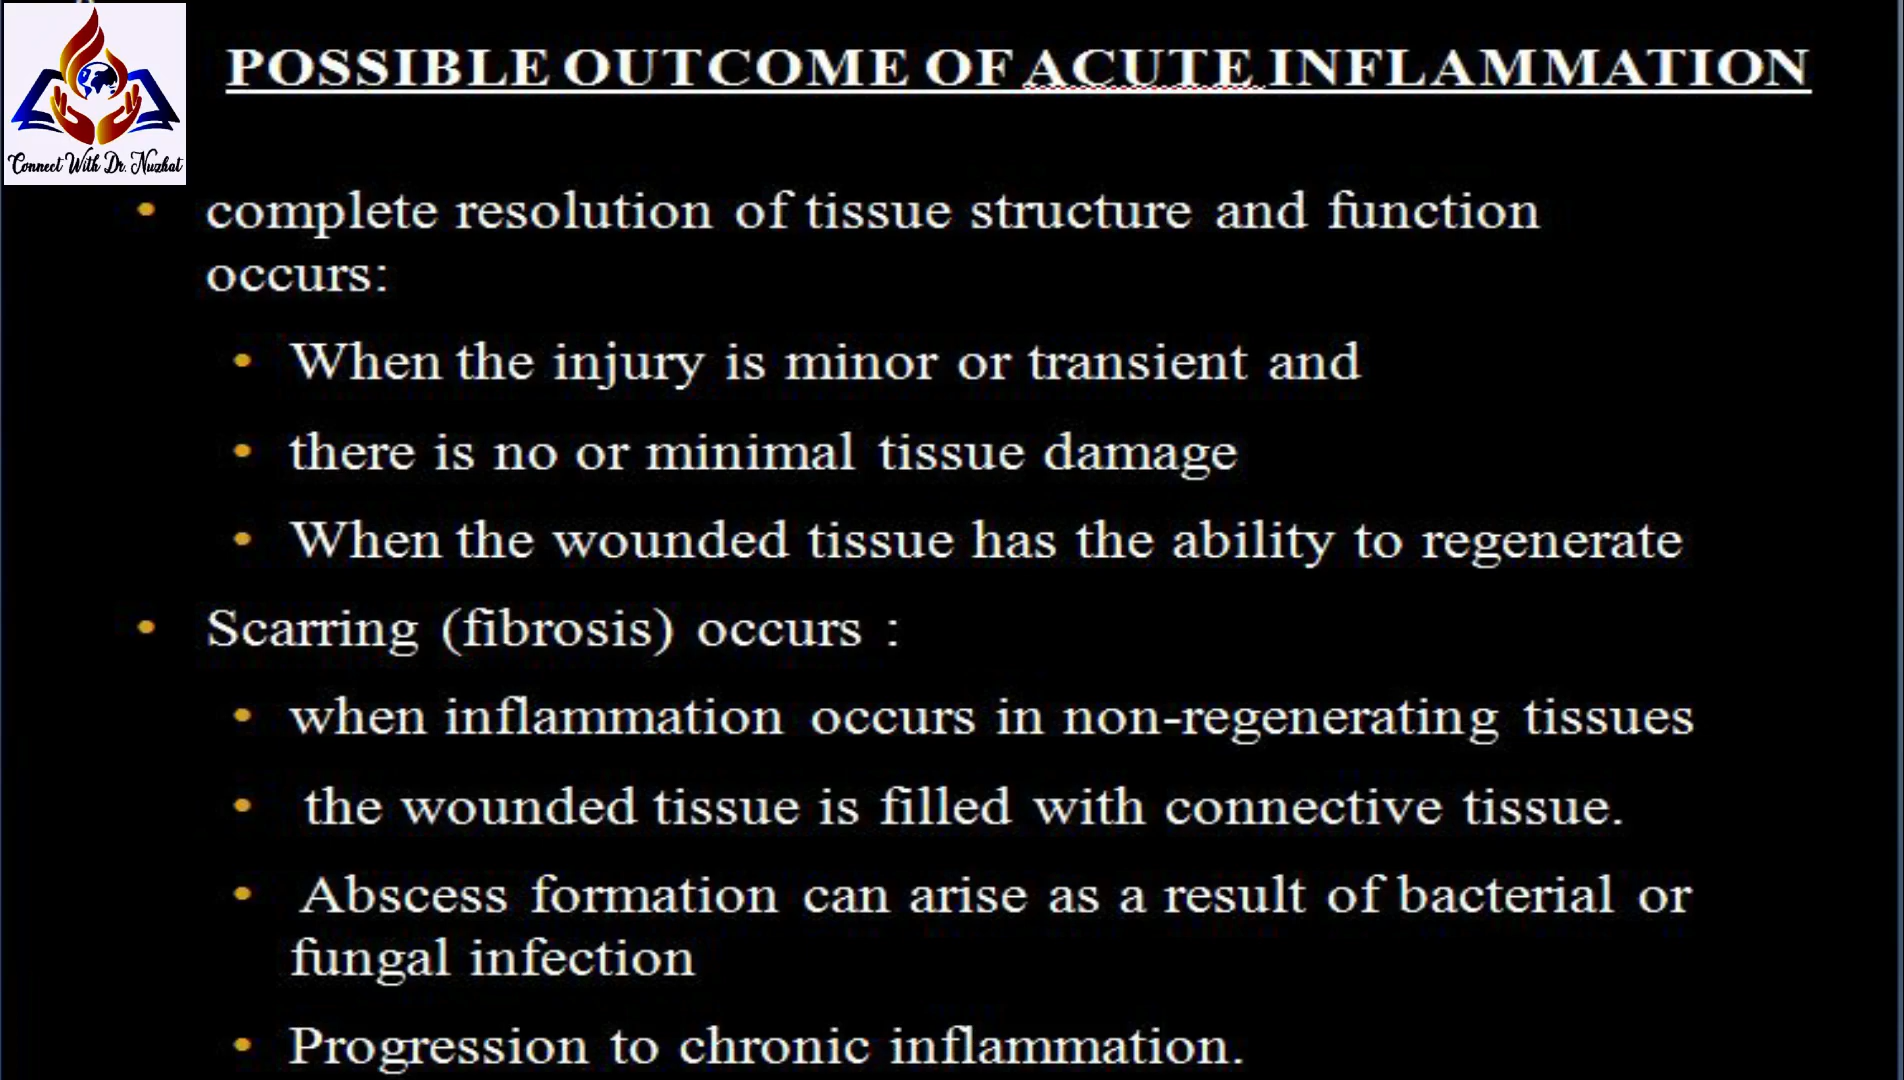 Connect With Dr. Nuzhat
POSSIBLE OUTCOME OF ACUTE INFLAMMATION
• complete resolution of tissue structure and function
occurs:
• When the injury is minor or transient and
• there is no or minimal tissue damage
• When the wounded tissue has the ability to regenerate
• Scarring (fibrosis) occurs :
• when inflammation occurs in non-regenerating tissues
• the wounded tissue is filled with connective tissue.
• Abscess formation can arise as a result of bacterial or
fungal infection
• Progression to chronic inflammation.